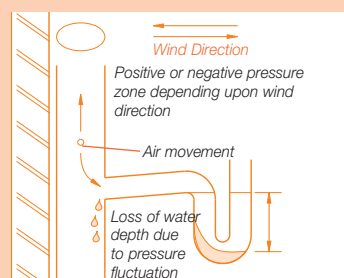 Wind Direction
Positive or negative pressure
zone depending upon wind
direction
Air movement
Loss of water
depth due
to pressure
fluctuation